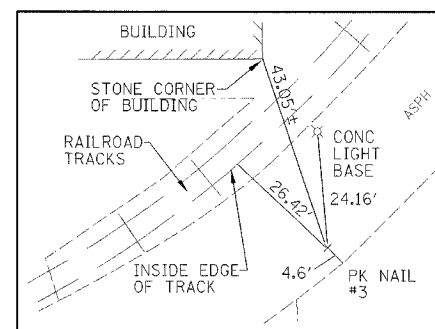 BUILDING
STONE CORNER
OF BUILDING
43.05'±
ASPH
RAILROAD
TRACKS
CONC
LIGHT
BASE
26.42'
24.16'
INSIDE EDGE
OF TRACK
4.6'
PK NAIL
#3